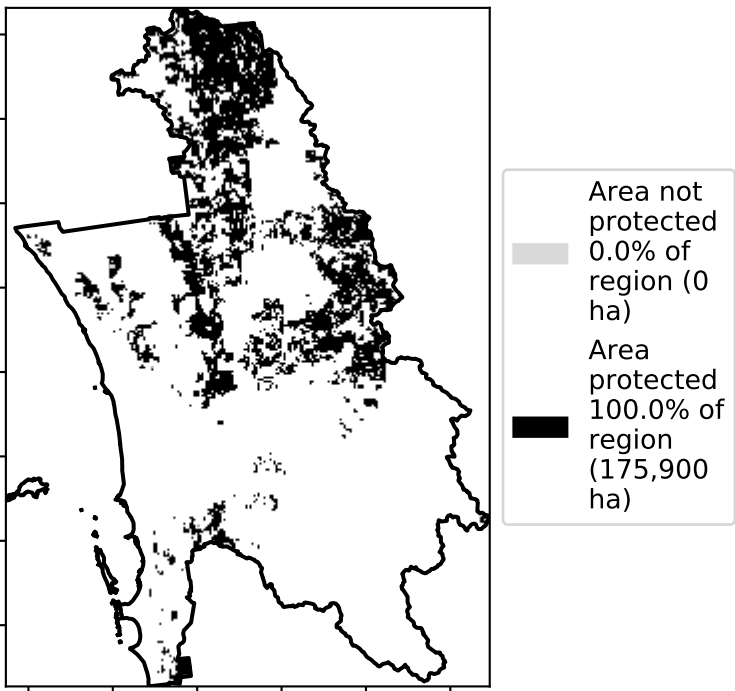 Area not
protected
0.0% of
region (0
ha)
Area
protected
100.0% of
region
(175,900
ha)